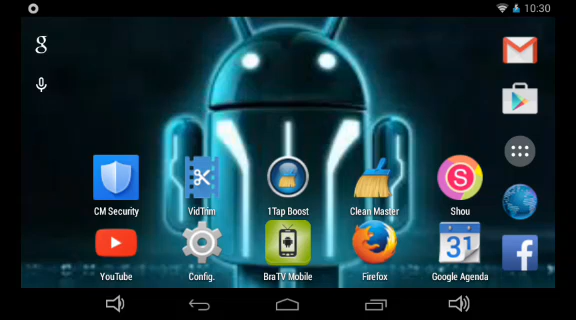 10:30
g
CM Security
VidTrim
1Tap Boost
Clean Master
S
Shou
YouTube
Config.
BraTV Mobile
Firefox
31
Google Agenda
f